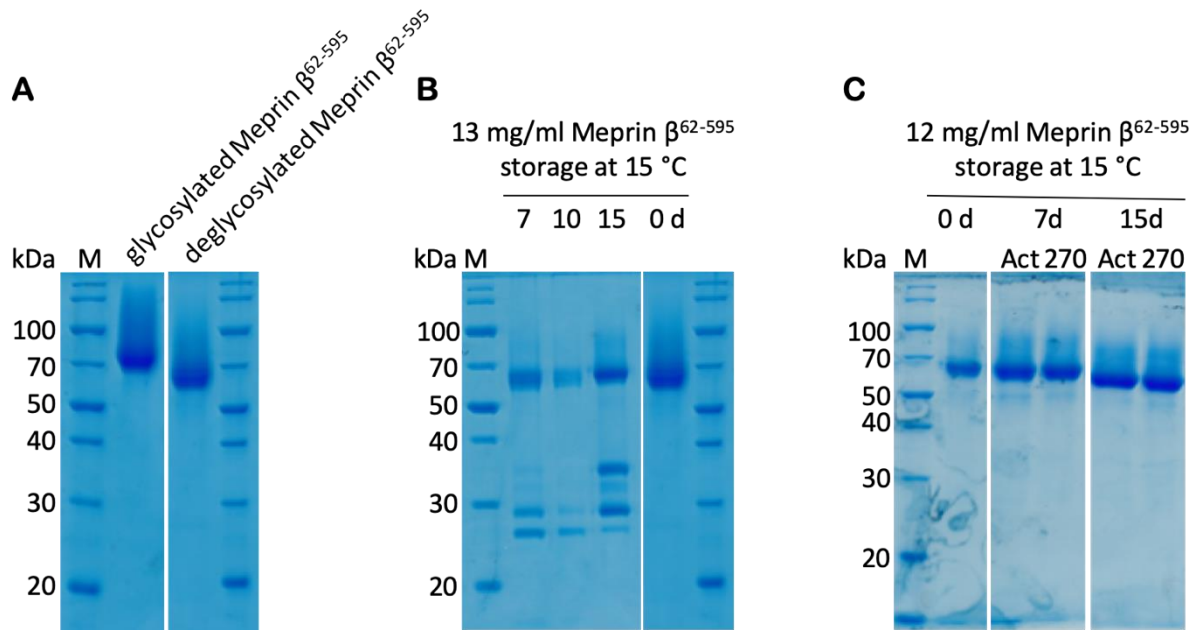 A
glycosylated Meprin β62-595
deglycosylated Meprin β62-595
kDa M
100
70
50
40
30
20
B
13 mg/ml Meprin β62-595
storage at 15 °C
7 10 15 0 d
kDa M
100
70
50
40
30
20
C
12 mg/ml Meprin β62-595
storage at 15 °C
0 d 7d 15d
kDa M Act 270 Act 270
100
70
50
40
30
20